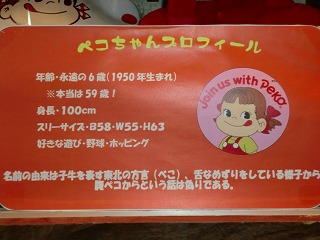 ペコちゃんプロフィール
年齢・永遠の6歳(1950年生まれ)
※本当は59歳!
身長・100cm
スリーサイズ・B58・W55・H63
好きな遊び・野球・ホッピング
Join us with Peko.
名前の由来は子牛を表す東北の方言(べこ)、舌なめずりをしている様子から
腹ペコからという話は偽りである。